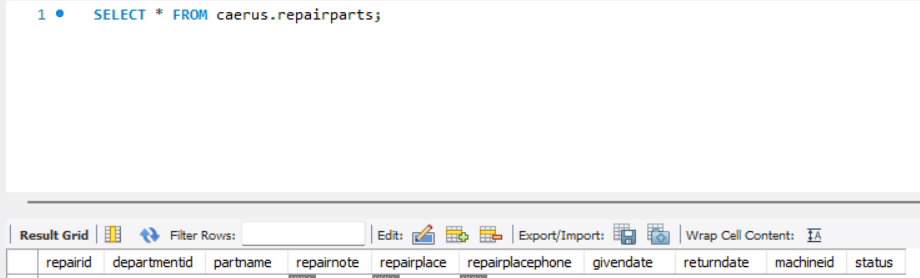 1 SELECT * FROM caerus.repairparts;
Result Grid Filter Rows: Edit: Export/Import: Wrap Cell Content: IA
repairid departmentid partname repairnote repairplace repairplacephone givendate returndate machineid status